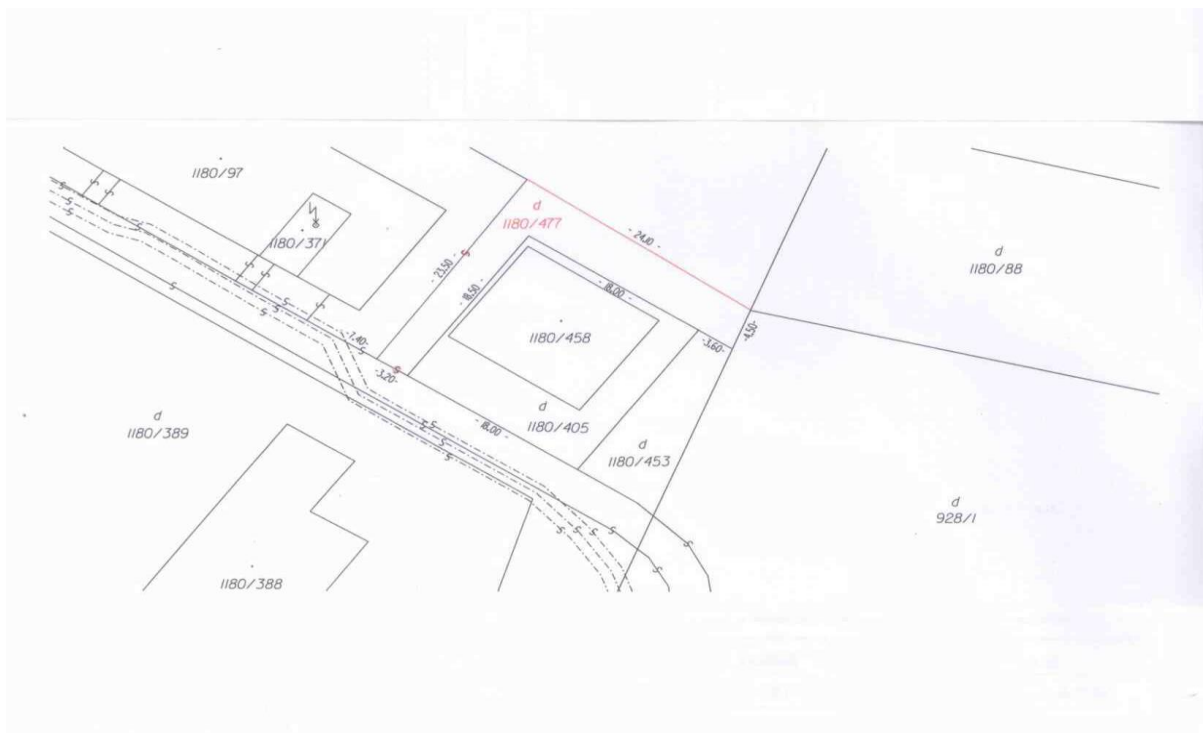 1180/97
1180/371
d
1180/477
- 24,10 -
- 23,50 -
- 18,50 -
- 18,00 -
1180/458
- 4,50 -
- 3,60 -
- 7,40 -
- 3,20 -
- 18,00 -
d
1180/405
d
1180/453
d
1180/88
d
1180/389
1180/388
d
928/1